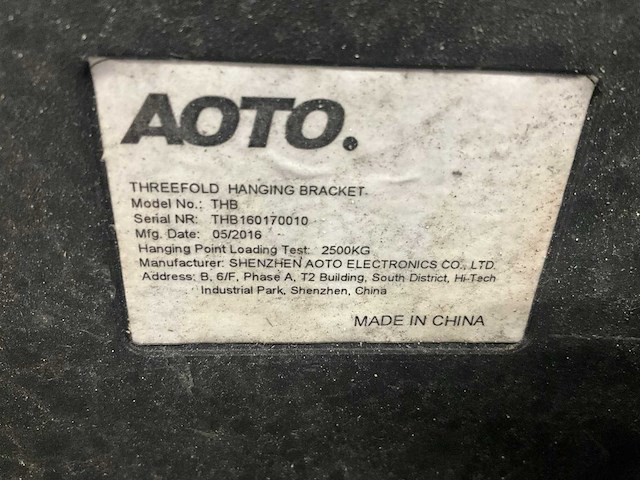 AOTO.
THREEFOLD HANGING BRACKET
Model No.: THB
Serial NR: THB160170010
Mfg. Date: 05/2016
Hanging Point Loading Test: 2500KG
Manufacturer: SHENZHEN AOTO ELECTRONICS CO., LTD.
Address: B, 6/F, Phase A, T2 Building, South District, Hi-Tech
Industrial Park, Shenzhen, China
MADE IN CHINA